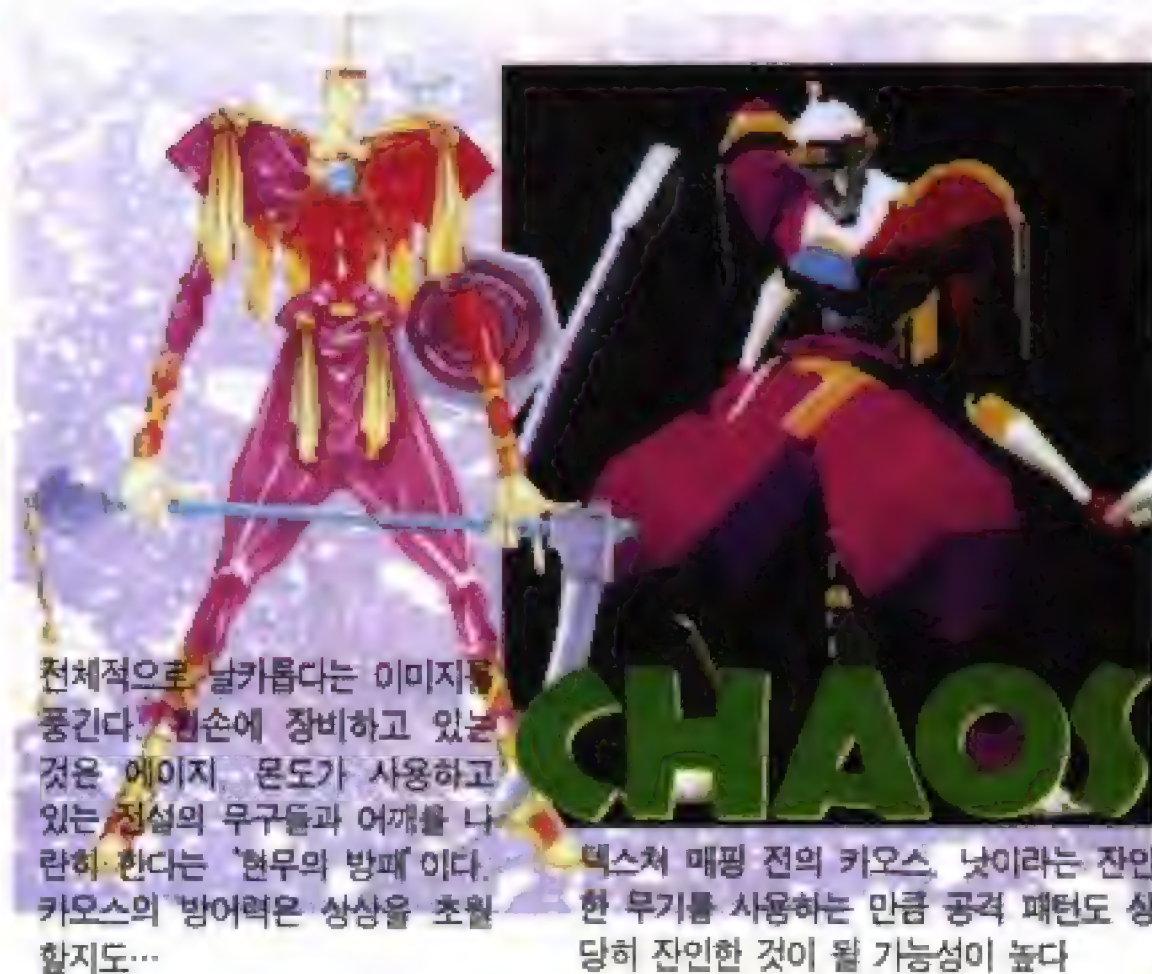 전체적으로 날카롭다는 이미지를
풍긴다. 왼손에 장비하고 있는
것은 에이지, 몬도가 사용하고
있는 전설의 무구들과 어깨를 나
란히 한다는 '현무의 방패'이다.
카오스의 방어력은 상상을 초월
할지도…
CHAOS
텍스쳐 매핑 전의 카오스. 낫이라는 잔인
한 무기를 사용하는 만큼 공격 패턴도 상
당히 잔인한 것이 될 가능성이 높다